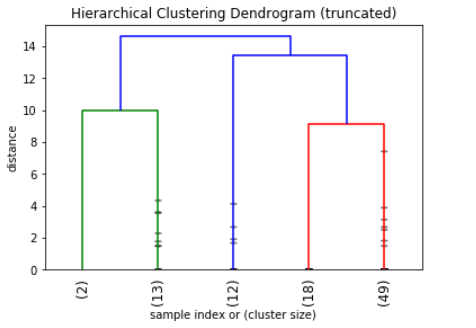 Hierarchical Clustering Dendrogram (truncated)
distance
14
12
10
8
6
4
2
0
(2) (13) (12) (18) (49)
sample index or (cluster size)